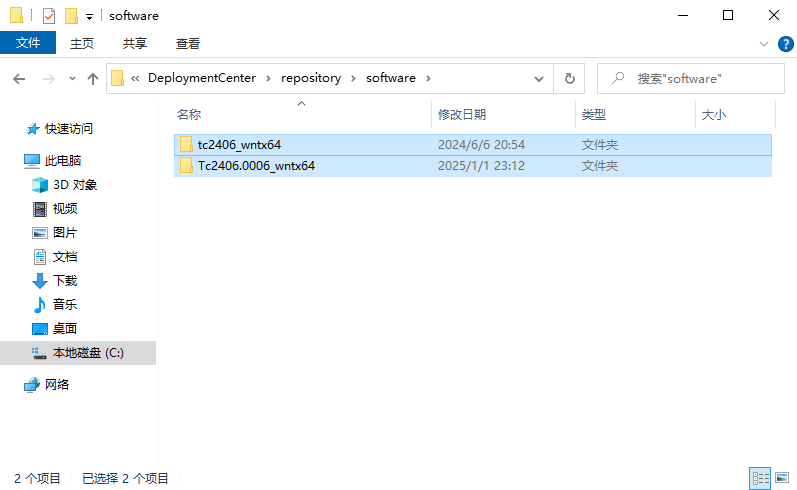 software
文件 主页 共享 查看
« DeploymentCenter › repository › software ›
搜索"software"
名称 修改日期 类型 大小
快速访问
此电脑
3D 对象
视频
图片
文档
下载
音乐
桌面
本地磁盘 (C:)
网络
tc2406_wntx64 2024/6/6 20:54 文件夹
Tc2406.0006_wntx64 2025/1/1 23:12 文件夹
2 个项目 已选择 2 个项目